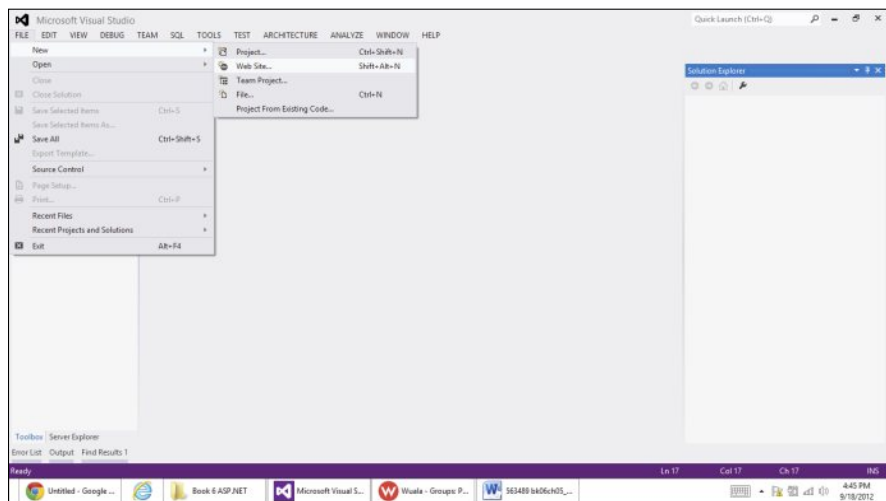 Microsoft Visual Studio
Quick Launch (Ctrl+Q)
FILE EDIT VIEW DEBUG TEAM SQL TOOLS TEST ARCHITECTURE ANALYZE WINDOW HELP
New
Open
Close
Close Solution
Save Selected Items Ctrl+S
Save Selected Items As...
Save All Ctrl+Shift+S
Export Template...
Source Control
Page Setup...
Print... Ctrl+P
Recent Files
Recent Projects and Solutions
Exit Alt+F4
Project... Ctrl+Shift+N
Web Site... Shift+Alt+N
Team Project...
File... Ctrl+N
Project From Existing Code...
Solution Explorer
Toolbox Server Explorer
Error List Output Find Results 1
Ready Ln 17 Col 17 Ch 17 INS
Untitled - Google ... Book 6 ASP.NET Microsoft Visual S... Wuala - Groups: P... 563489 bk06ch05_...
4:45 PM
9/18/2012